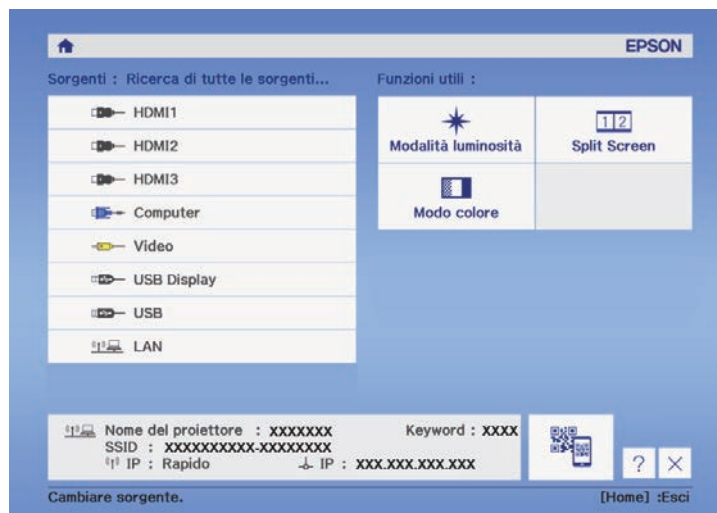 EPSON
Sorgenti : Ricerca di tutte le sorgenti...
HDMI1
HDMI2
HDMI3
Computer
Video
USB Display
USB
LAN
Funzioni utili :
Modalità luminosità
1 2
Split Screen
Modo colore
Nome del proiettore : XXXXXXX Keyword : XXXX
SSID : XXXXXXXXXX-XXXXXXXX
IP : Rapido IP : XXX.XXX.XXX.XXX
? ×
Cambiare sorgente. [Home] :Esci